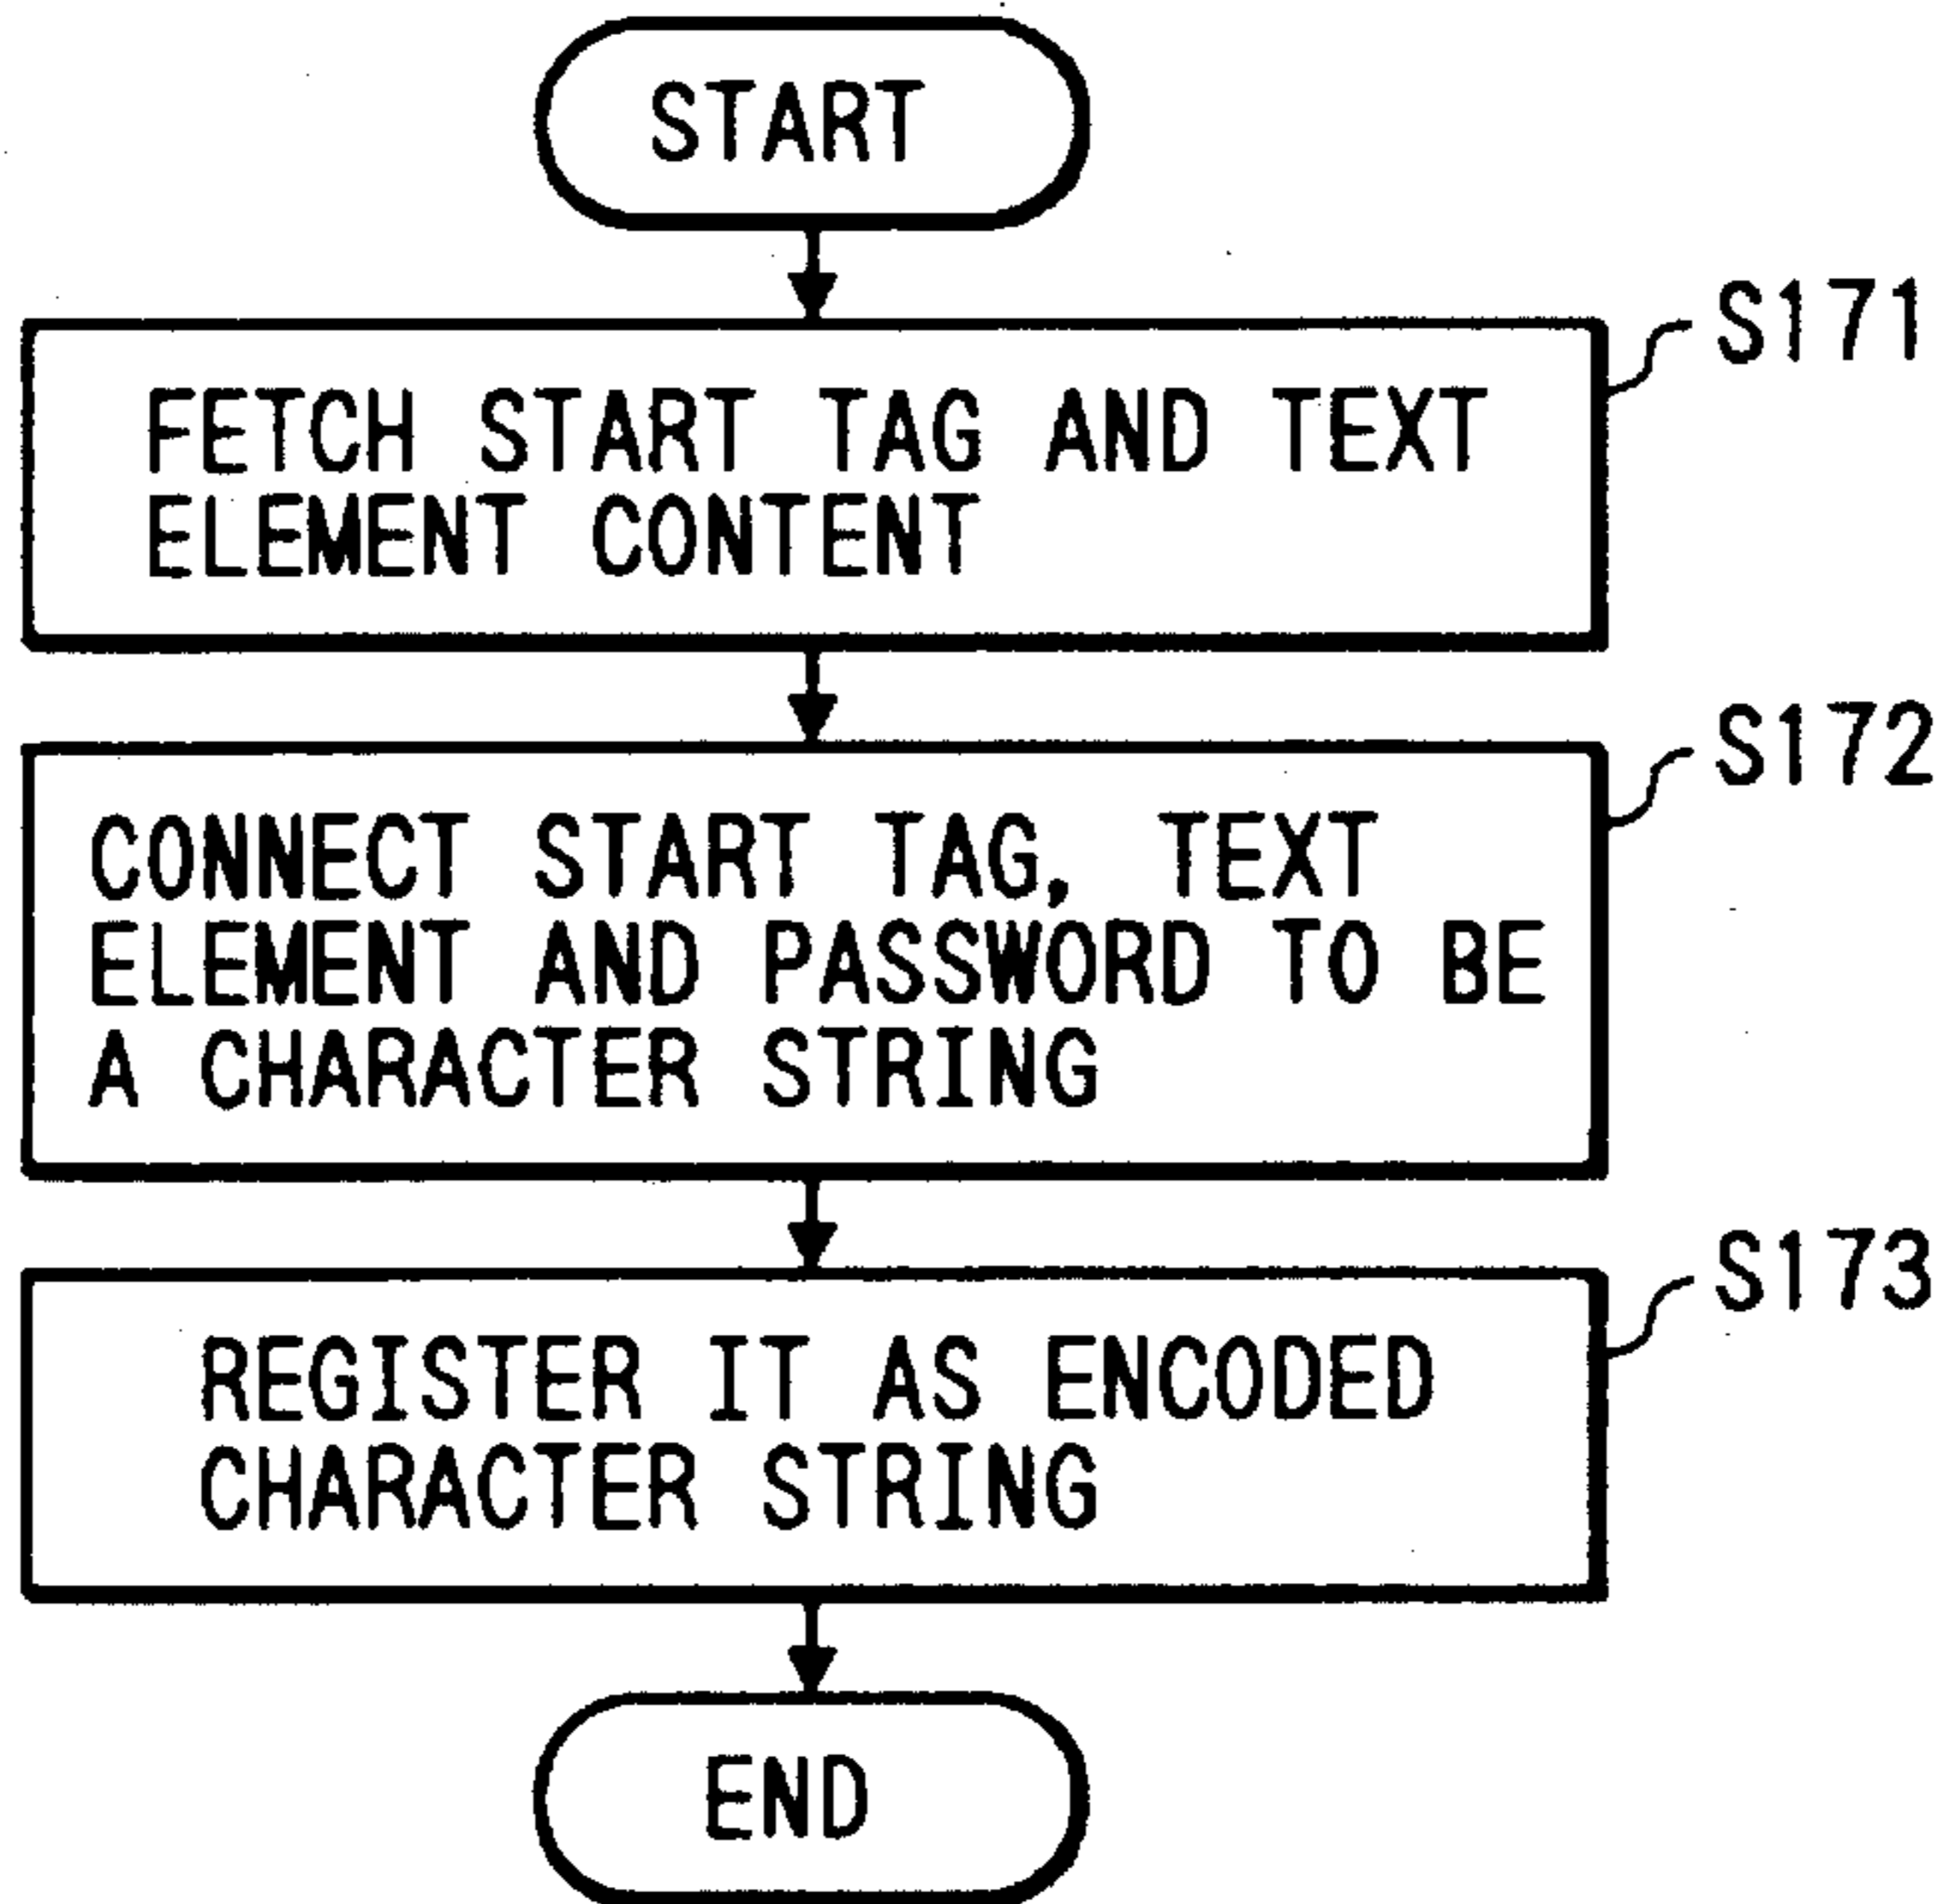 START
S171
FETCH START TAG AND TEXT
ELEMENT CONTENT
S172
CONNECT START TAG, TEXT
ELEMENT AND PASSWORD TO BE
A CHARACTER STRING
S173
REGISTER IT AS ENCODED
CHARACTER STRING
END